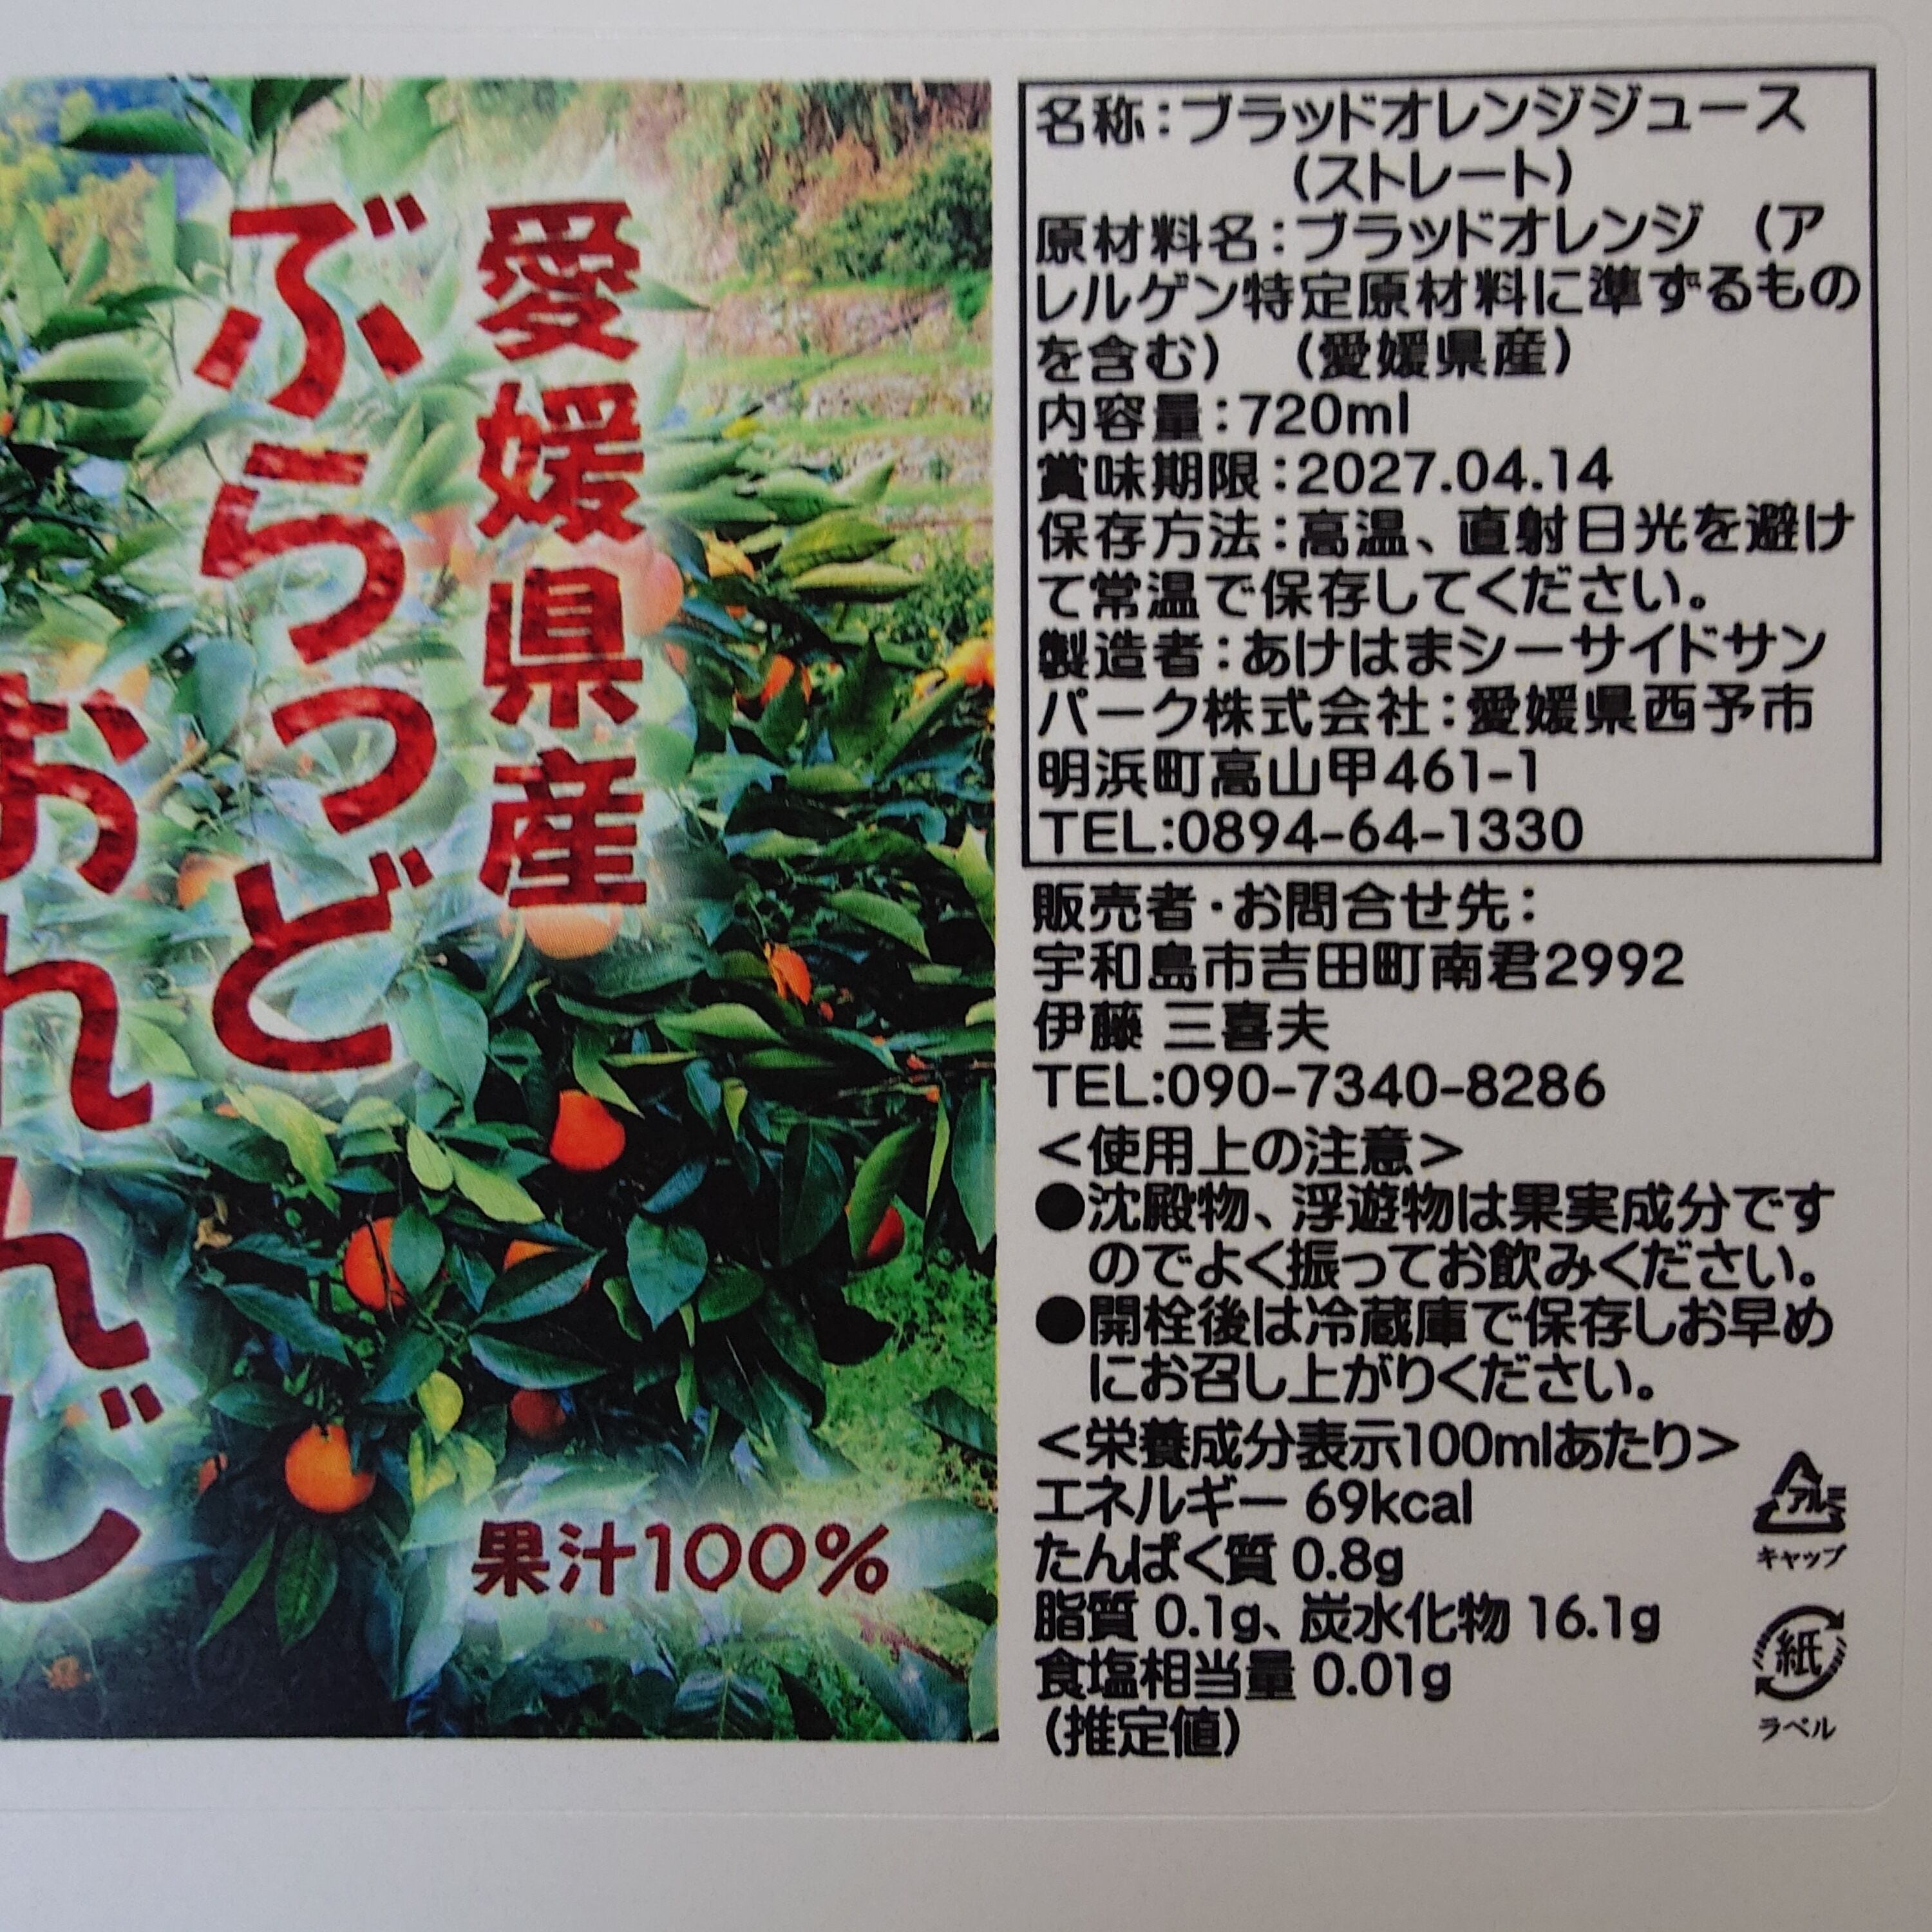 愛媛県産
ぶらっど
おれんじ
果汁100%
名称：ブラッドオレンジジュース
（ストレート）
原材料名：ブラッドオレンジ （ア
レルゲン特定原材料に準ずるもの
を含む） （愛媛県産）
内容量：720ml
賞味期限：2027.04.14
保存方法：高温、直射日光を避け
て常温で保存してください。
製造者：あけはまシーサイドサン
パーク株式会社：愛媛県西予市
明浜町高山甲461-1
TEL:0894-64-1330
販売者・お問合せ先：
宇和島市吉田町南君2992
伊藤 三喜夫
TEL:090-7340-8286
＜使用上の注意＞
●沈殿物、浮遊物は果実成分です
のでよく振ってお飲みください。
●開栓後は冷蔵庫で保存しお早め
にお召し上がりください。
＜栄養成分表示100mlあたり＞
エネルギー 69kcal
たんぱく質 0.8g
脂質 0.1g、炭水化物 16.1g
食塩相当量 0.01g
（推定値）
アルミ
キャップ
紙
ラベル